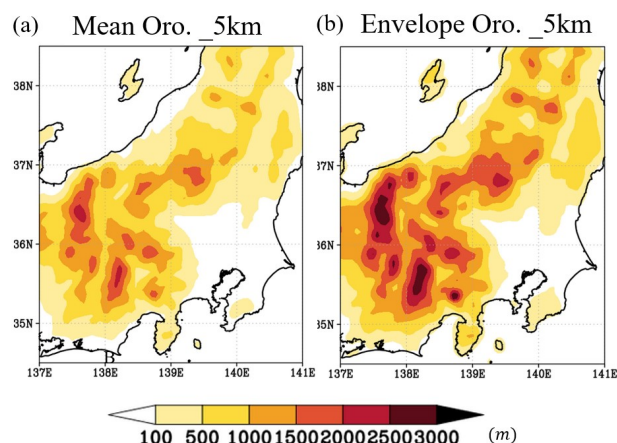 (a) Mean Oro. _5km
(b) Envelope Oro. _5km
38N
37N
36N
35N
137E 138E 139E 140E 141E
38N
37N
36N
35N
137E 138E 139E 140E 141E
100 500 1000 1500 2000 2500 3000 (m)